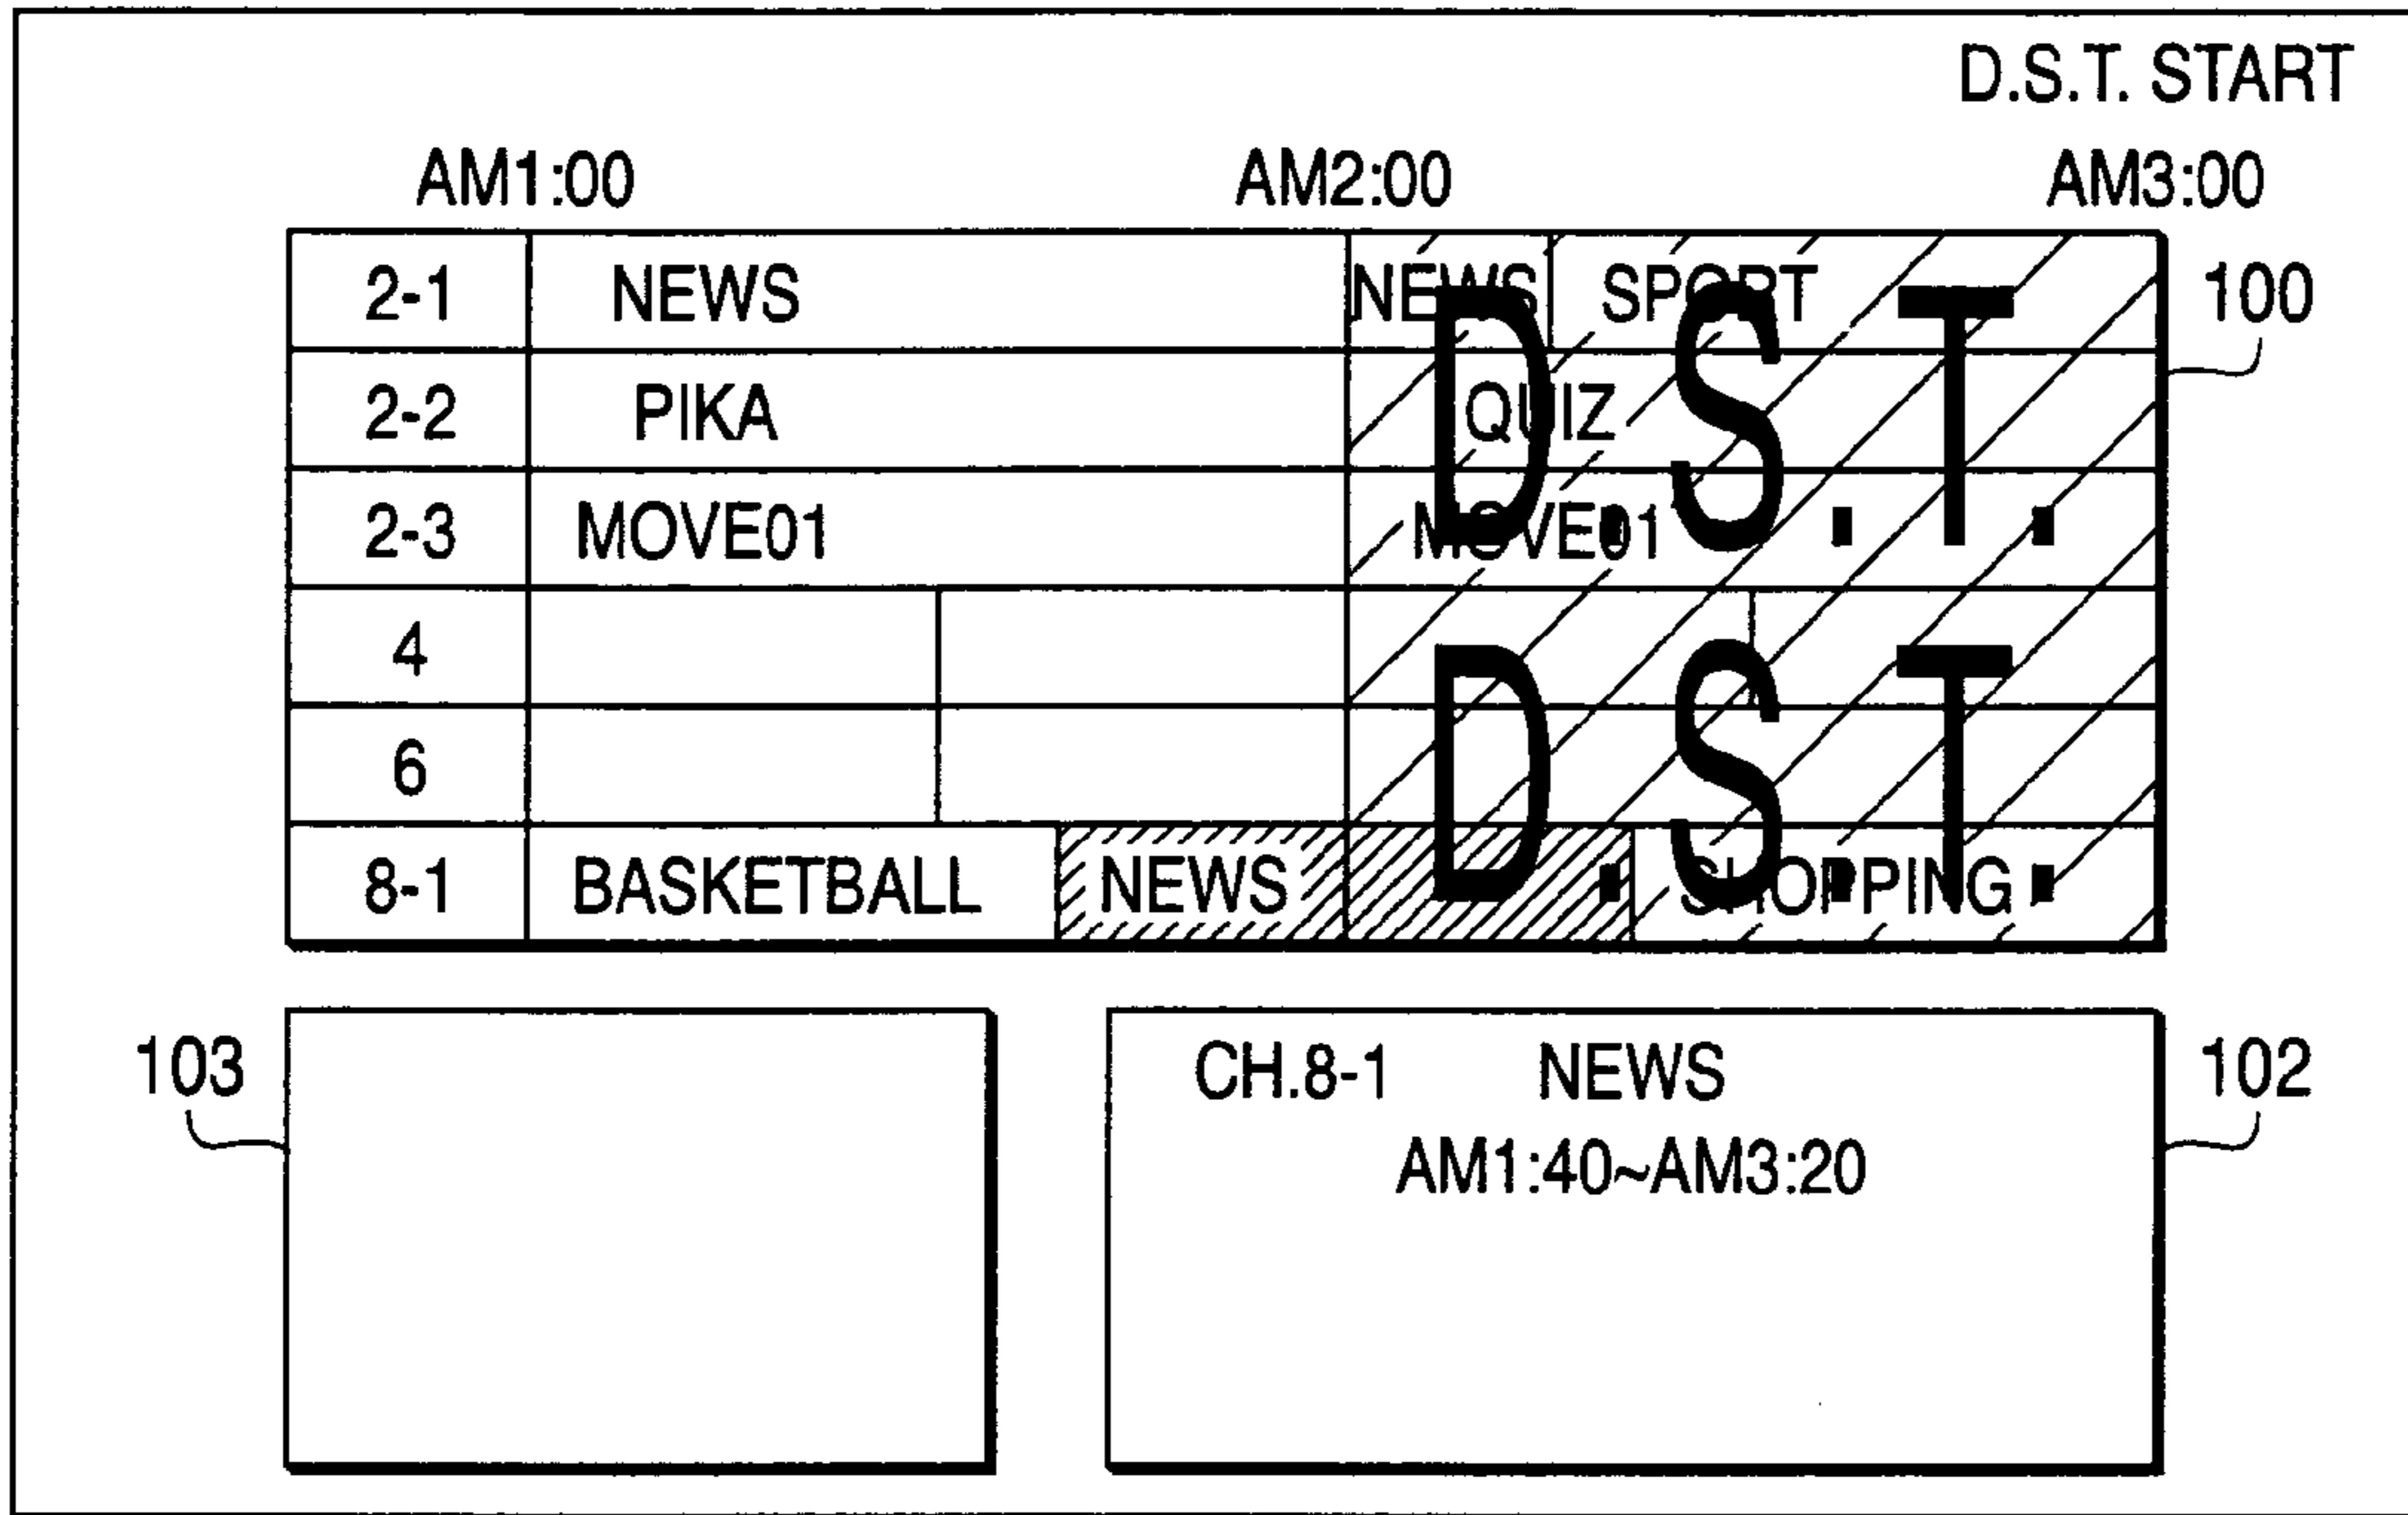 D.S.T. START
AM1:00 AM2:00 AM3:00
2-1 NEWS NEWS SPORT
100
2-2 PIKA QUIZ
D.S.T.
2-3 MOVE01 MOVE01
4
6
D.S.T.
8-1 BASKETBALL NEWS SHOPPING
103
CH.8-1 NEWS
102
AM1:40~AM3:20